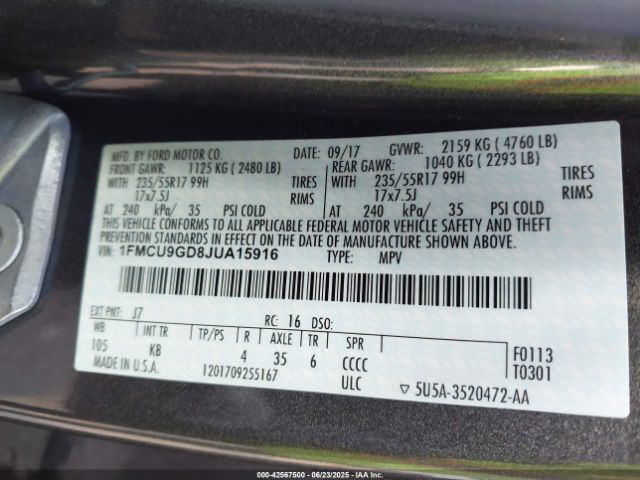 MFD. BY FORD MOTOR CO. DATE: 09/17 GVWR: 2159 KG ( 4760 LB)
FRONT GAWR: 1125 KG ( 2480 LB) REAR GAWR: 1040 KG ( 2293 LB)
WITH 235/55R17 99H TIRES WITH 235/55R17 99H TIRES
17x7.5J RIMS 17x7.5J RIMS
AT 240 kPa/ 35 PSI COLD AT 240 kPa/ 35 PSI COLD
THIS VEHICLE CONFORMS TO ALL APPLICABLE FEDERAL MOTOR VEHICLE SAFETY AND THEFT
PREVENTION STANDARDS IN EFFECT ON THE DATE OF MANUFACTURE SHOWN ABOVE.
VIN: 1FMCU9GD8JUA15916 TYPE: MPV
EXT PNT: J7 RC: 16 DSO:
WB INT TR TP/PS R AXLE TR SPR F0113
105 KB 4 35 6 CCCC T0301
MADE IN U.S.A. 1201709255167 ULC ▽ 5U5A-3520472-AA
000-42567500 - 06/23/2025 - IAAI.COM